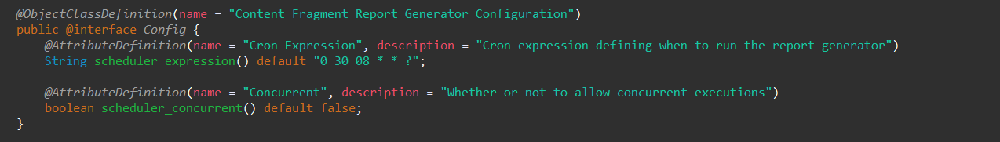 @ObjectClassDefinition(name = "Content Fragment Report Generator Configuration")
public @interface Config {
@AttributeDefinition(name = "Cron Expression", description = "Cron expression defining when to run the report generator")
String scheduler_expression() default "0 30 08 * * ?";
@AttributeDefinition(name = "Concurrent", description = "Whether or not to allow concurrent executions")
boolean scheduler_concurrent() default false;
}